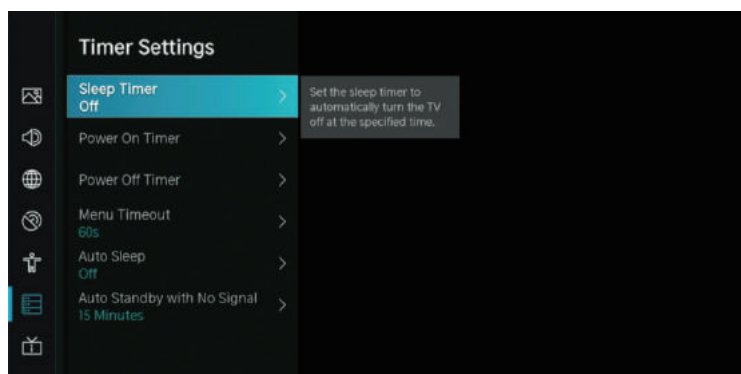 Timer Settings
Sleep Timer
Off
Set the sleep timer to
automatically turn the TV
off at the specified time.
Power On Timer
Power Off Timer
Menu Timeout
60s
Auto Sleep
Off
Auto Standby with No Signal
15 Minutes